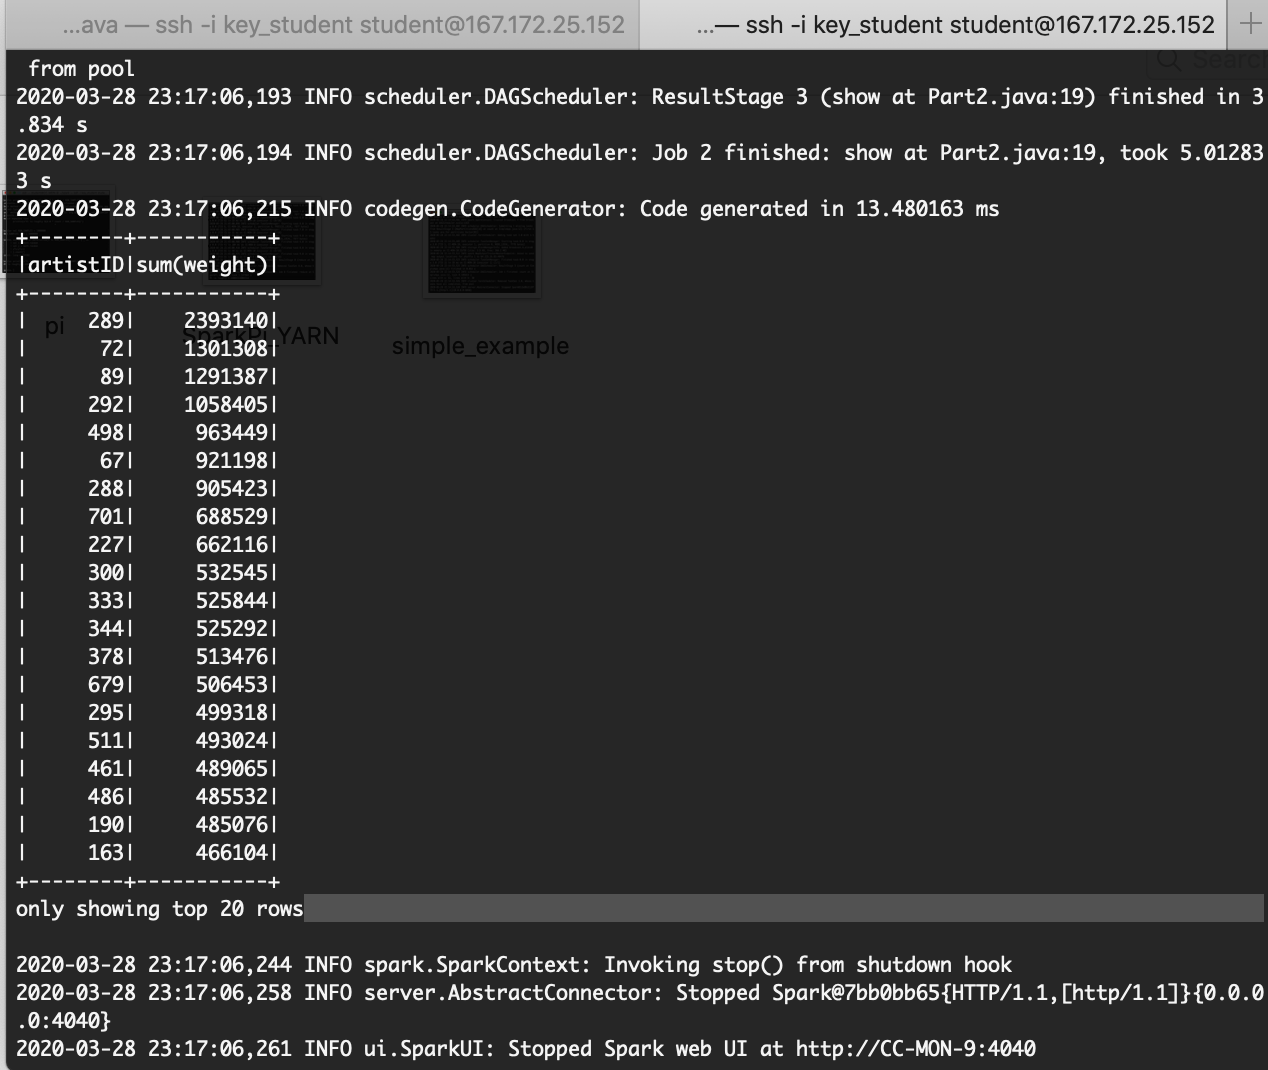 ...ava — ssh -i key_student student@167.172.25.152
...— ssh -i key_student student@167.172.25.152
Search
 from pool
2020-03-28 23:17:06,193 INFO scheduler.DAGScheduler: ResultStage 3 (show at Part2.java:19) finished in 3
.834 s
2020-03-28 23:17:06,194 INFO scheduler.DAGScheduler: Job 2 finished: show at Part2.java:19, took 5.01283
3 s
2020-03-28 23:17:06,215 INFO codegen.CodeGenerator: Code generated in 13.480163 ms
+--------+-----------+
|artistID|sum(weight)|
+--------+-----------+
|     289|    2393140|
|      72|    1301308|
|      89|    1291387|
|     292|    1058405|
|     498|     963449|
|      67|     921198|
|     288|     905423|
|     701|     688529|
|     227|     662116|
|     300|     532545|
|     333|     525844|
|     344|     525292|
|     378|     513476|
|     679|     506453|
|     295|     499318|
|     511|     493024|
|     461|     489065|
|     486|     485532|
|     190|     485076|
|     163|     466104|
+--------+-----------+
only showing top 20 rows
2020-03-28 23:17:06,244 INFO spark.SparkContext: Invoking stop() from shutdown hook
2020-03-28 23:17:06,258 INFO server.AbstractConnector: Stopped Spark@7bb0bb65{HTTP/1.1,[http/1.1]}{0.0.0
.0:4040}
2020-03-28 23:17:06,261 INFO ui.SparkUI: Stopped Spark web UI at http://CC-MON-9:4040
pi
SparkPi_YARN
simple_example